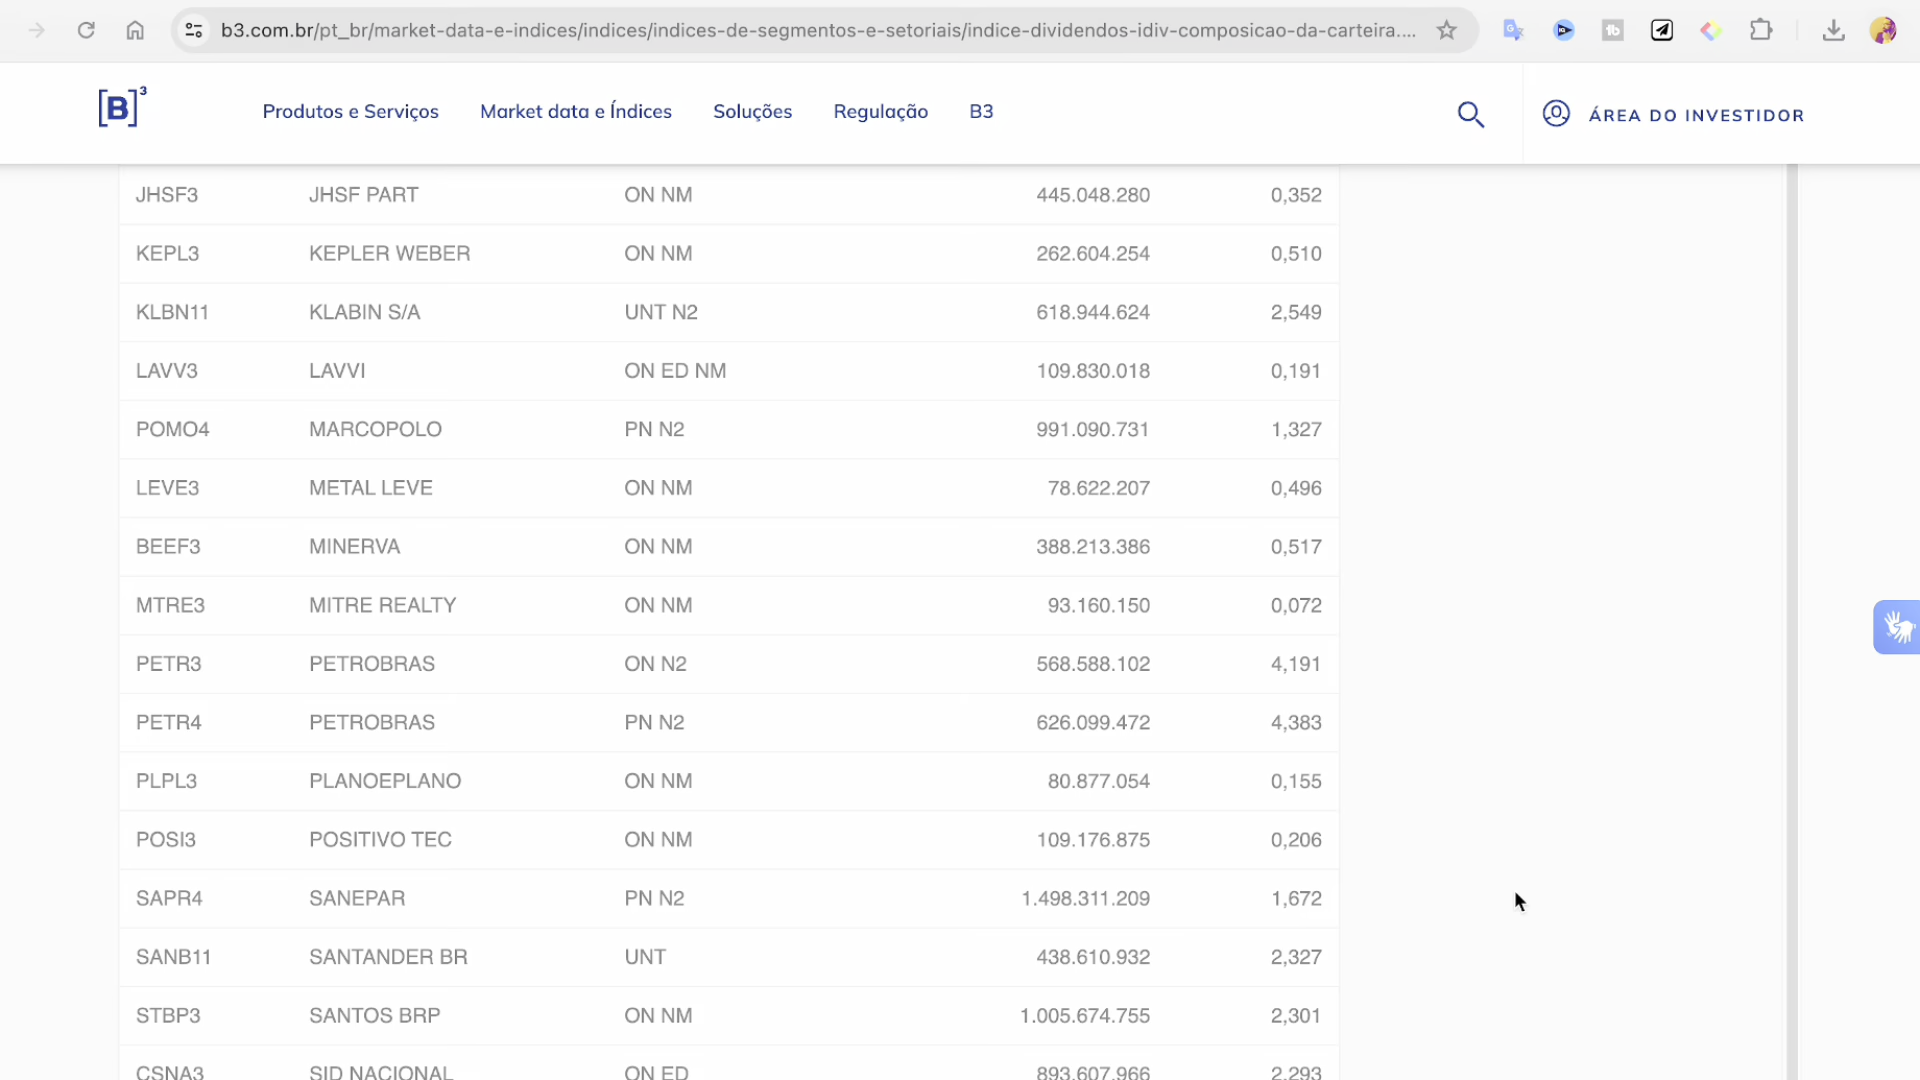 b3.com.br/pt_br/market-data-e-indices/indices/indices-de-segmentos-e-setoriais/indice-dividendos-idiv-composicao-da-carteira....
[B]³ Produtos e Serviços Market data e Índices Soluções Regulação B3 ÁREA DO INVESTIDOR
JHSF3 JHSF PART ON NM 445.048.280 0,352
KEPL3 KEPLER WEBER ON NM 262.604.254 0,510
KLBN11 KLABIN S/A UNT N2 618.944.624 2,549
LAVV3 LAVVI ON ED NM 109.830.018 0,191
POMO4 MARCOPOLO PN N2 991.090.731 1,327
LEVE3 METAL LEVE ON NM 78.622.207 0,496
BEEF3 MINERVA ON NM 388.213.386 0,517
MTRE3 MITRE REALTY ON NM 93.160.150 0,072
PETR3 PETROBRAS ON N2 568.588.102 4,191
PETR4 PETROBRAS PN N2 626.099.472 4,383
PLPL3 PLANOEPLANO ON NM 80.877.054 0,155
POSI3 POSITIVO TEC ON NM 109.176.875 0,206
SAPR4 SANEPAR PN N2 1.498.311.209 1,672
SANB11 SANTANDER BR UNT 438.610.932 2,327
STBP3 SANTOS BRP ON NM 1.005.674.755 2,301
CSNA3 SID NACIONAL ON ED 893.607.966 2,293